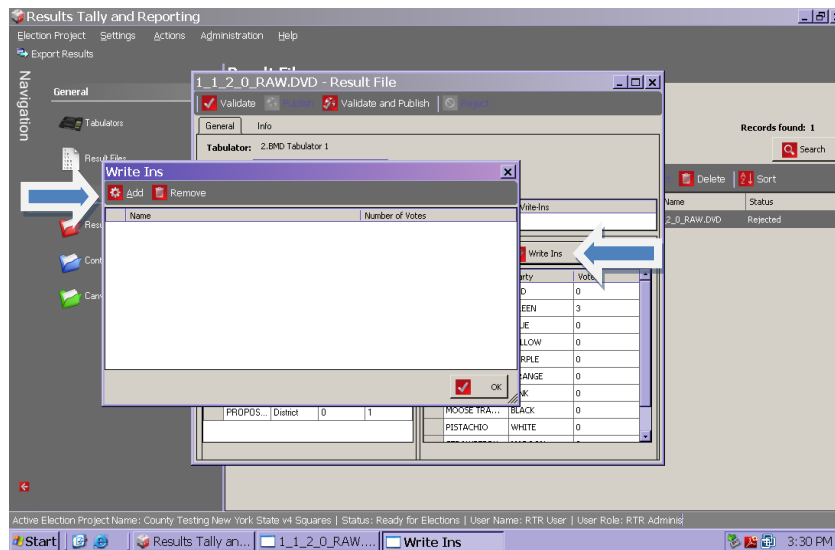 Results Tally and Reporting
Election Project Settings Actions Administration Help
Export Results
Navigation
General
Tabulators
Result Files
1_1_2_0_RAW.DVD - Result File
Validate Publish Validate and Publish Reject
General Info
Tabulator: 2.BMD Tabulator 1
Records found: 1
Search
Delete Sort
Name Status
2_0_RAW.DVD Rejected
Write Ins
Add Remove
Name Number of Votes
Write-Ins
Write Ins
Party Vote
0
EEN 3
UE 0
LLOW 0
RPLE 0
RANGE 0
NK 0
OK
PROPOS... District 0 1
MOOSE TRA... BLACK 0
PISTACHIO WHITE 0
Active Election Project Name: County Testing New York State v4 Squares | Status: Ready for Elections | User Name: RTR User | User Role: RTR Adminis
Start Results Tally an... 1_1_2_0_RAW.... Write Ins 3:30 PM